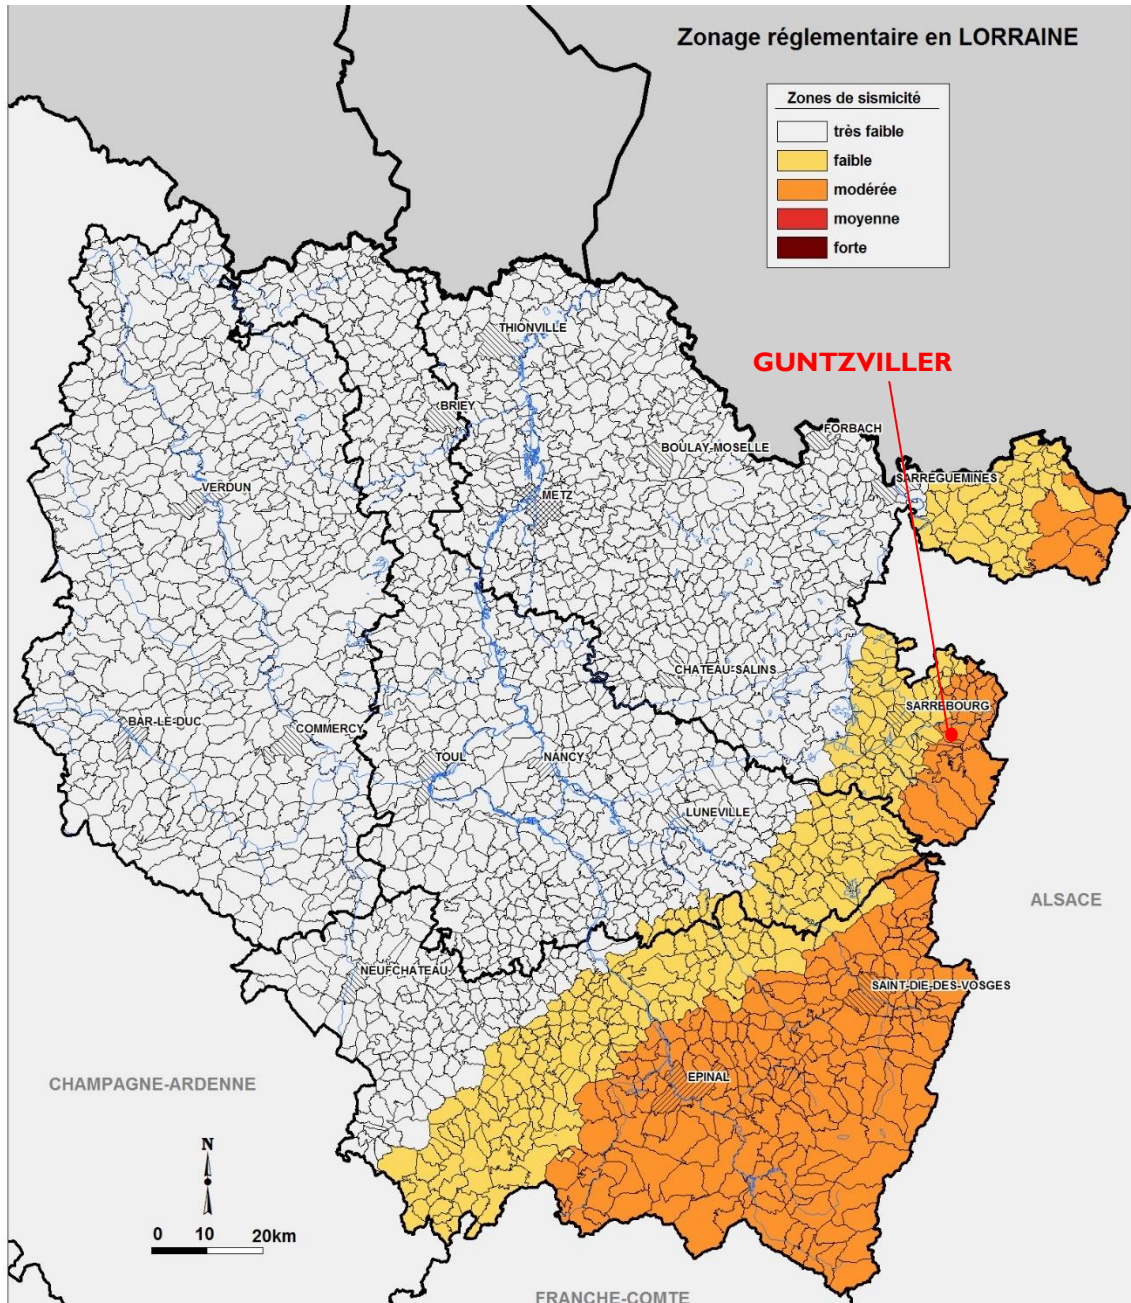 Zonage réglementaire en LORRAINE
Zones de sismicité
très faible
faible
modérée
moyenne
forte
THIONVILLE
GUNTZVILLER
BRIEY
FORBACH
BOULAY-MOSELLE
SARREGUEMINES
VERDUN
METZ
CHATEAU-SALINS
SARREBOURG
BAR-LE-DUC
COMMERCY
TOUL
NANCY
LUNEVILLE
ALSACE
NEUFCHATEAU
SAINT-DIE-DES-VOSGES
EPINAL
CHAMPAGNE-ARDENNE
N
0 10 20km
FRANCHE-COMTE